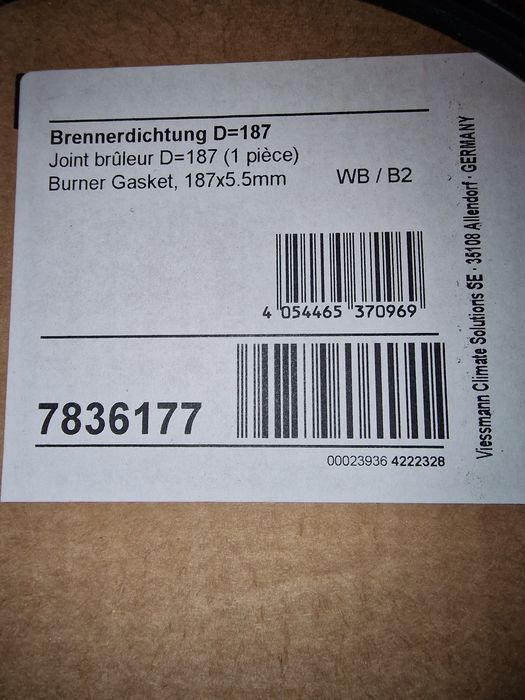 Brennerdichtung D=187
Joint brûleur D=187 (1 pièce)
Burner Gasket, 187x5.5mm WB / B2
4 054465 370969
7836177
00023936 4222328
Viessmann Climate Solutions SE · 35108 Allendorf · GERMANY